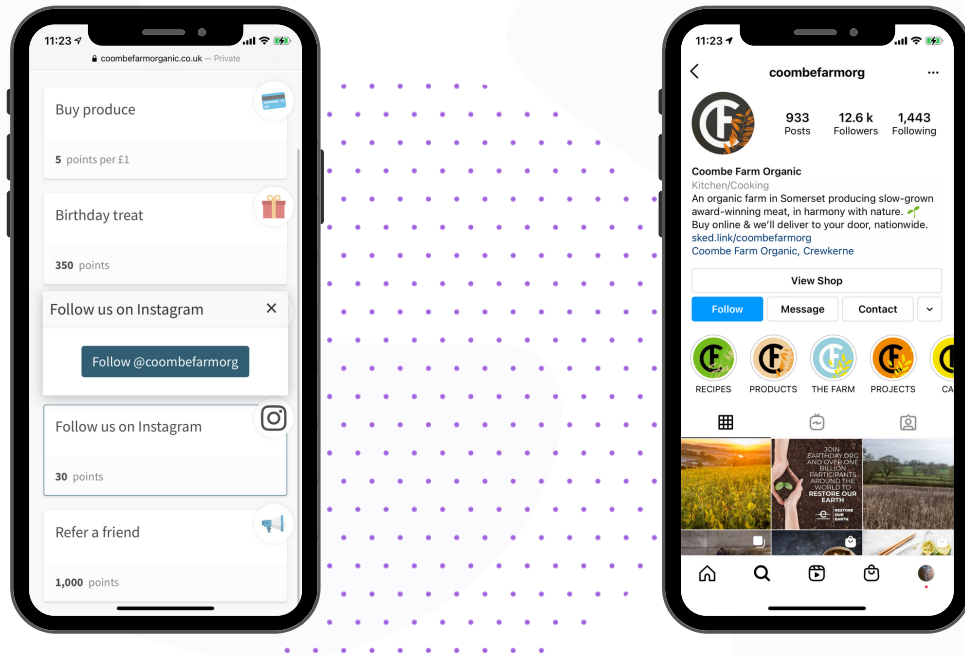 11:23
coombefarmorganic.co.uk — Private
Buy produce
5 points per £1
Birthday treat
350 points
Follow us on Instagram ×
Follow @coombefarmorg
Follow us on Instagram
30 points
Refer a friend
1,000 points
11:23
coombefarmorg
933 12.6 k 1,443
Posts Followers Following
Coombe Farm Organic
Kitchen/Cooking
An organic farm in Somerset producing slow-grown
award-winning meat, in harmony with nature. 🌱
Buy online & we'll deliver to your door, nationwide.
sked.link/coombefarmorg
Coombe Farm Organic, Crewkerne
View Shop
Follow Message Contact
RECIPES PRODUCTS THE FARM PROJECTS CA
JOIN
EARTHDAY.ORG
AND OVER ONE
BILLION
PARTICIPANTS
AROUND THE
WORLD TO
RESTORE OUR
EARTH
RESTORE
OUR
EARTH